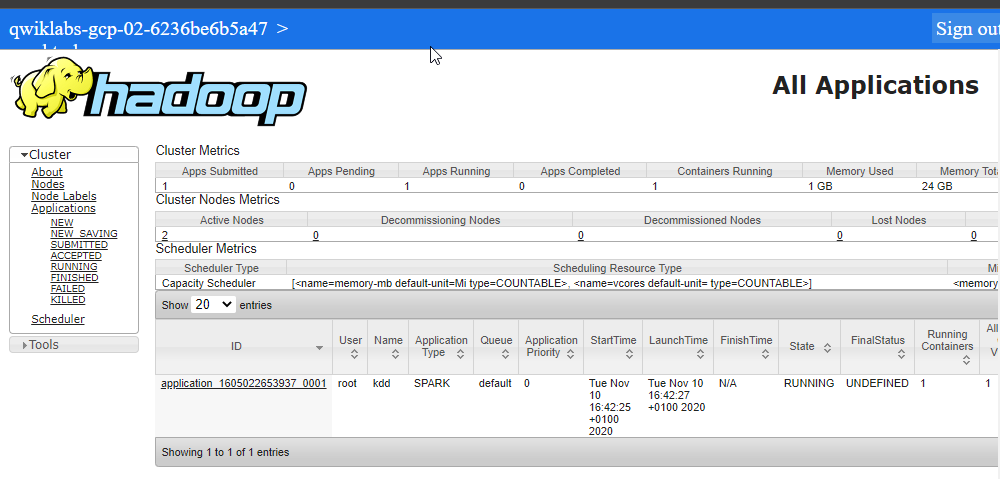 qwiklabs-gcp-02-6236be6b5a47 >
Sign out
hadoop
All Applications
Cluster
About
Nodes
Node Labels
Applications
NEW
NEW_SAVING
SUBMITTED
ACCEPTED
RUNNING
FINISHED
FAILED
KILLED
Scheduler
Tools
Cluster Metrics
Apps Submitted Apps Pending Apps Running Apps Completed Containers Running Memory Used Memory Tota
1 0 1 0 1 1 GB 24 GB
Cluster Nodes Metrics
Active Nodes Decommissioning Nodes Decommissioned Nodes Lost Nodes
2 0 0 0 0
Scheduler Metrics
Scheduler Type Scheduling Resource Type Mi
Capacity Scheduler [<name=memory-mb default-unit=Mi type=COUNTABLE>, <name=vcores default-unit= type=COUNTABLE>] <memory
Show 20 entries
ID User Name Application Type Queue Application Priority StartTime LaunchTime FinishTime State FinalStatus Running Containers
application_1605022653937_0001 root kdd SPARK default 0 Tue Nov 10 16:42:25 +0100 2020 Tue Nov 10 16:42:27 +0100 2020 N/A RUNNING UNDEFINED 1 1
Showing 1 to 1 of 1 entries